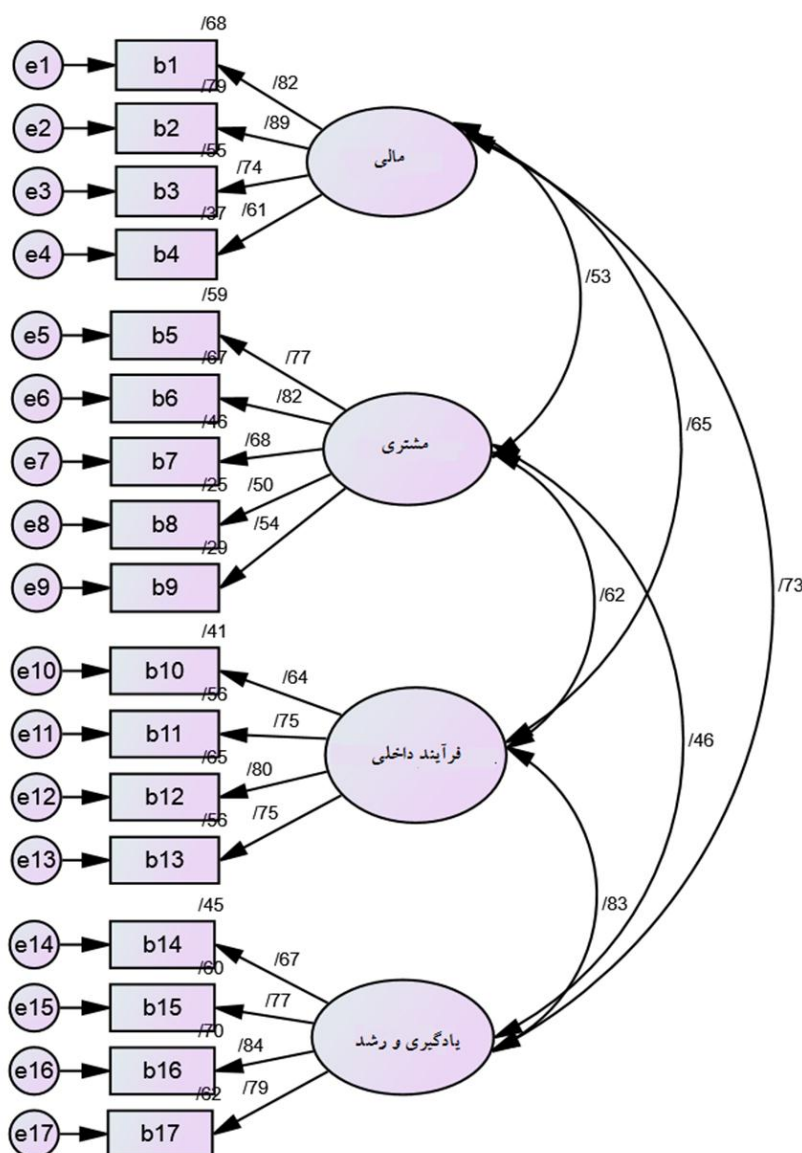 /68
e1 b1 /82
/79
e2 b2 /89 مالی
/55
e3 b3 /74
/37
e4 b4 /61
/53
/59
e5 b5 /77
/67
e6 b6 /82
/65
/46
e7 b7 /68 مشتری
/25
e8 b8 /50
/54
/29
e9 b9
/62
/73
/41
e10 b10 /64
/56
e11 b11 /75
/46
/65 فرآیند داخلی
e12 b12 /80
/56
e13 b13 /75
/83
/45
e14 b14 /67
/60
e15 b15 /77
/70 یادگیری و رشد
e16 b16 /84
/62 /79
e17 b17